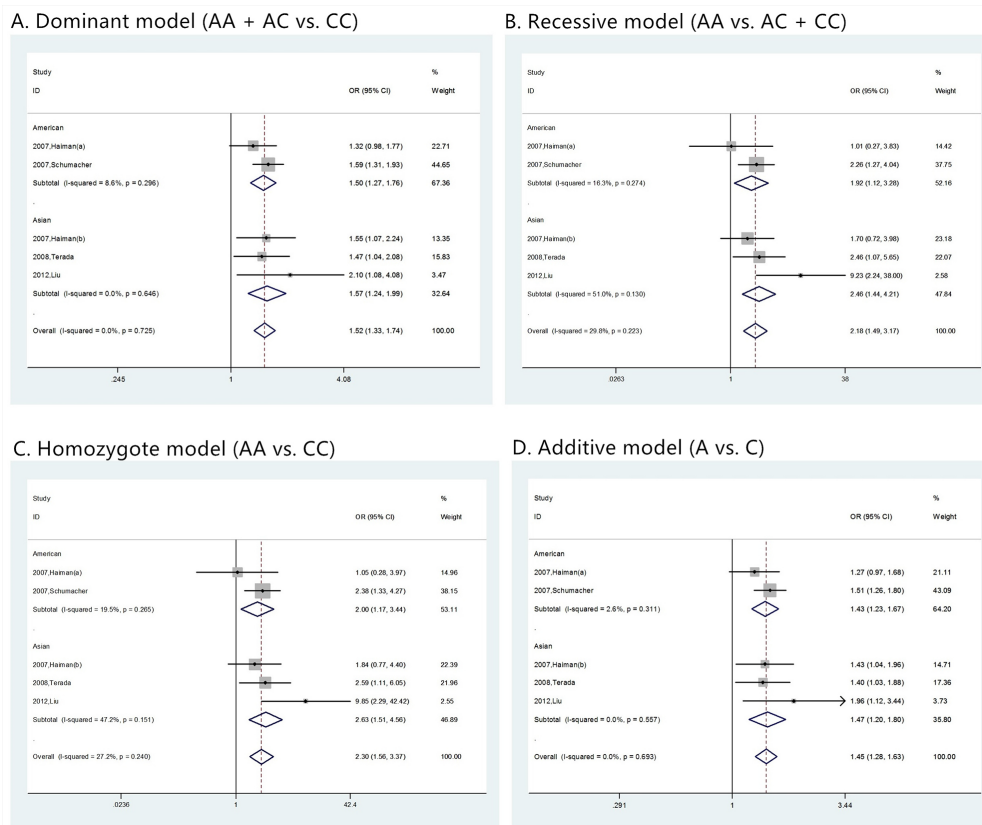 A. Dominant model (AA + AC vs. CC)
Study %
ID OR (95% CI) Weight
American
2007,Haiman(a) 1.32 (0.98, 1.77) 22.71
2007,Schumacher 1.59 (1.31, 1.93) 44.65
Subtotal (I-squared = 8.6%, p = 0.296) 1.50 (1.27, 1.76) 67.36
.
Asian
2007,Haiman(b) 1.55 (1.07, 2.24) 13.35
2008,Terada 1.47 (1.04, 2.08) 15.83
2012,Liu 2.10 (1.08, 4.08) 3.47
Subtotal (I-squared = 0.0%, p = 0.646) 1.57 (1.24, 1.99) 32.64
.
Overall (I-squared = 0.0%, p = 0.725) 1.52 (1.33, 1.74) 100.00
.245 1 4.08
B. Recessive model (AA vs. AC + CC)
Study %
ID OR (95% CI) Weight
American
2007,Haiman(a) 1.01 (0.27, 3.83) 14.42
2007,Schumacher 2.26 (1.27, 4.04) 37.75
Subtotal (I-squared = 16.3%, p = 0.274) 1.92 (1.12, 3.28) 52.16
.
Asian
2007,Haiman(b) 1.70 (0.72, 3.98) 23.18
2008,Terada 2.46 (1.07, 5.65) 22.07
2012,Liu 9.23 (2.24, 38.00) 2.58
Subtotal (I-squared = 51.0%, p = 0.130) 2.46 (1.44, 4.21) 47.84
.
Overall (I-squared = 29.8%, p = 0.223) 2.18 (1.49, 3.17) 100.00
.0263 1 38
C. Homozygote model (AA vs. CC)
Study %
ID OR (95% CI) Weight
American
2007,Haiman(a) 1.05 (0.28, 3.97) 14.96
2007,Schumacher 2.38 (1.33, 4.27) 38.15
Subtotal (I-squared = 19.5%, p = 0.265) 2.00 (1.17, 3.44) 53.11
.
Asian
2007,Haiman(b) 1.84 (0.77, 4.40) 22.39
2008,Terada 2.59 (1.11, 6.05) 21.96
2012,Liu 9.85 (2.29, 42.42) 2.55
Subtotal (I-squared = 47.2%, p = 0.151) 2.63 (1.51, 4.56) 46.89
.
Overall (I-squared = 27.2%, p = 0.240) 2.30 (1.56, 3.37) 100.00
.0236 1 42.4
D. Additive model (A vs. C)
Study %
ID OR (95% CI) Weight
American
2007,Haiman(a) 1.27 (0.97, 1.68) 21.11
2007,Schumacher 1.51 (1.26, 1.80) 43.09
Subtotal (I-squared = 2.6%, p = 0.311) 1.43 (1.23, 1.67) 64.20
.
Asian
2007,Haiman(b) 1.43 (1.04, 1.96) 14.71
2008,Terada 1.40 (1.03, 1.88) 17.36
2012,Liu 1.96 (1.12, 3.44) 3.73
Subtotal (I-squared = 0.0%, p = 0.557) 1.47 (1.20, 1.80) 35.80
.
Overall (I-squared = 0.0%, p = 0.693) 1.45 (1.28, 1.63) 100.00
.291 1 3.44